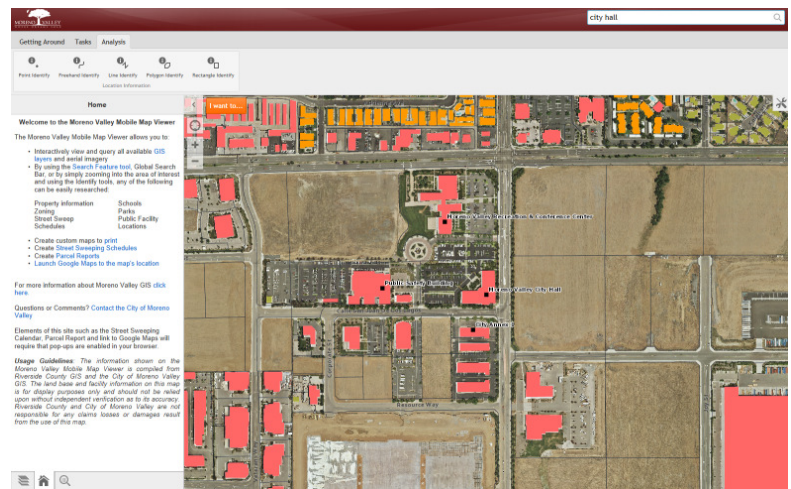 MORENO VALLEY
city hall
Getting Around Tasks Analysis
Point Identify Freehand Identify Line Identify Polygon Identify Rectangle Identify
Location Information
Home
I want to...
Welcome to the Moreno Valley Mobile Map Viewer
The Moreno Valley Mobile Map Viewer allows you to:
• Interactively view and query all available GIS
layers and aerial imagery
• By using the Search Feature tool, Global Search
Bar, or by simply zooming into the area of interest
and using the Identify tools, any of the following
can be easily researched:
Property information Schools
Zoning Parks
Street Sweep Public Facility
Schedules Locations
• Create custom maps to print
• Create Street Sweeping Schedules
• Create Parcel Reports
• Launch Google Maps to the map's location
For more information about Moreno Valley GIS click
here.
Questions or Comments? Contact the City of Moreno
Valley
Elements of this site such as the Street Sweeping
Calendar, Parcel Report and link to Google Maps will
require that pop-ups are enabled in your browser.
Usage Guidelines: The information shown on the
Moreno Valley Mobile Map Viewer is compiled from
Riverside County GIS and the City of Moreno Valley
GIS. The land base and facility information on this map
is for display purposes only and should not be relied
upon without independent verification as to its accuracy.
Riverside County and City of Moreno Valley are not
responsible for any claims losses or damages result
from the use of this map.
Moreno Valley Recreation & Conference Center
Public Safety Building
Moreno Valley City Hall
City Annex 1
Resource Way